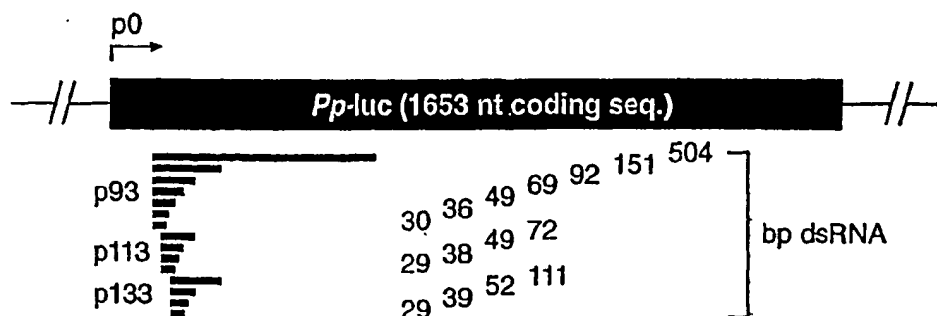 p0
Pp-luc (1653 nt coding seq.)
p93
30 36 49 69 92 151 504
p113
29 38 49 72
p133
29 39 52 111
bp dsRNA